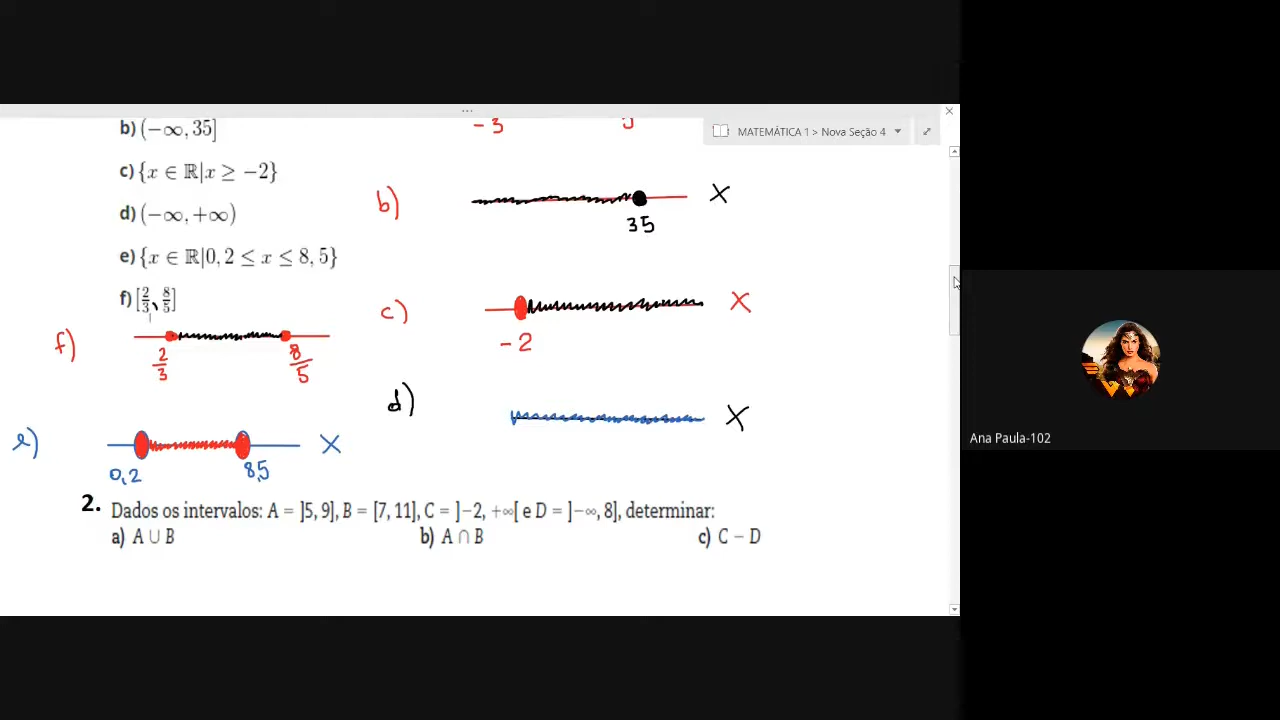 ...
- 3
MATEMÁTICA 1 > Nova Seção 4
b) (−∞, 35]
c) {x ∈ ℝ|x ≥ −2}
d) (−∞, +∞)
e) {x ∈ ℝ|0, 2 ≤ x ≤ 8, 5}
f) [2/3, 8/5]
b) X
35
c) X
- 2
f)
2/3 8/5
d) X
e) X
0,2 8,5
2. Dados os intervalos: A = ]5, 9], B = [7, 11], C = ]−2, +∞[ e D = ]−∞, 8], determinar:
a) A ∪ B b) A ∩ B c) C − D
Ana Paula-102